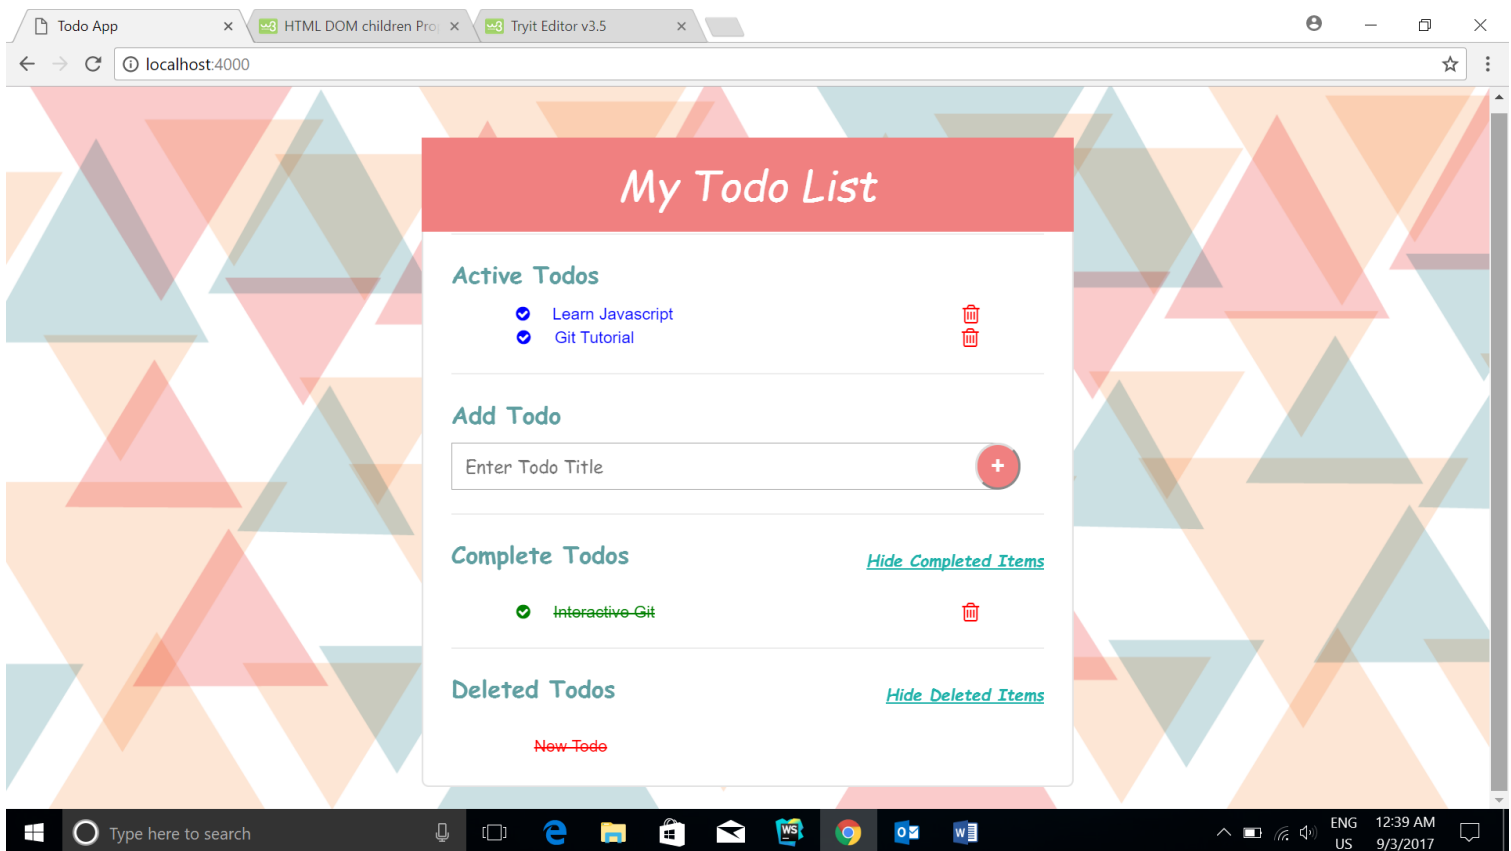 Todo App
HTML DOM children Pro
Tryit Editor v3.5
localhost:4000
My Todo List
Active Todos
Learn Javascript
Git Tutorial
Add Todo
Enter Todo Title
+
Complete Todos
Hide Completed Items
Interactive Git
Deleted Todos
Hide Deleted Items
New Todo
Type here to search
WS
ENG
US
12:39 AM
9/3/2017